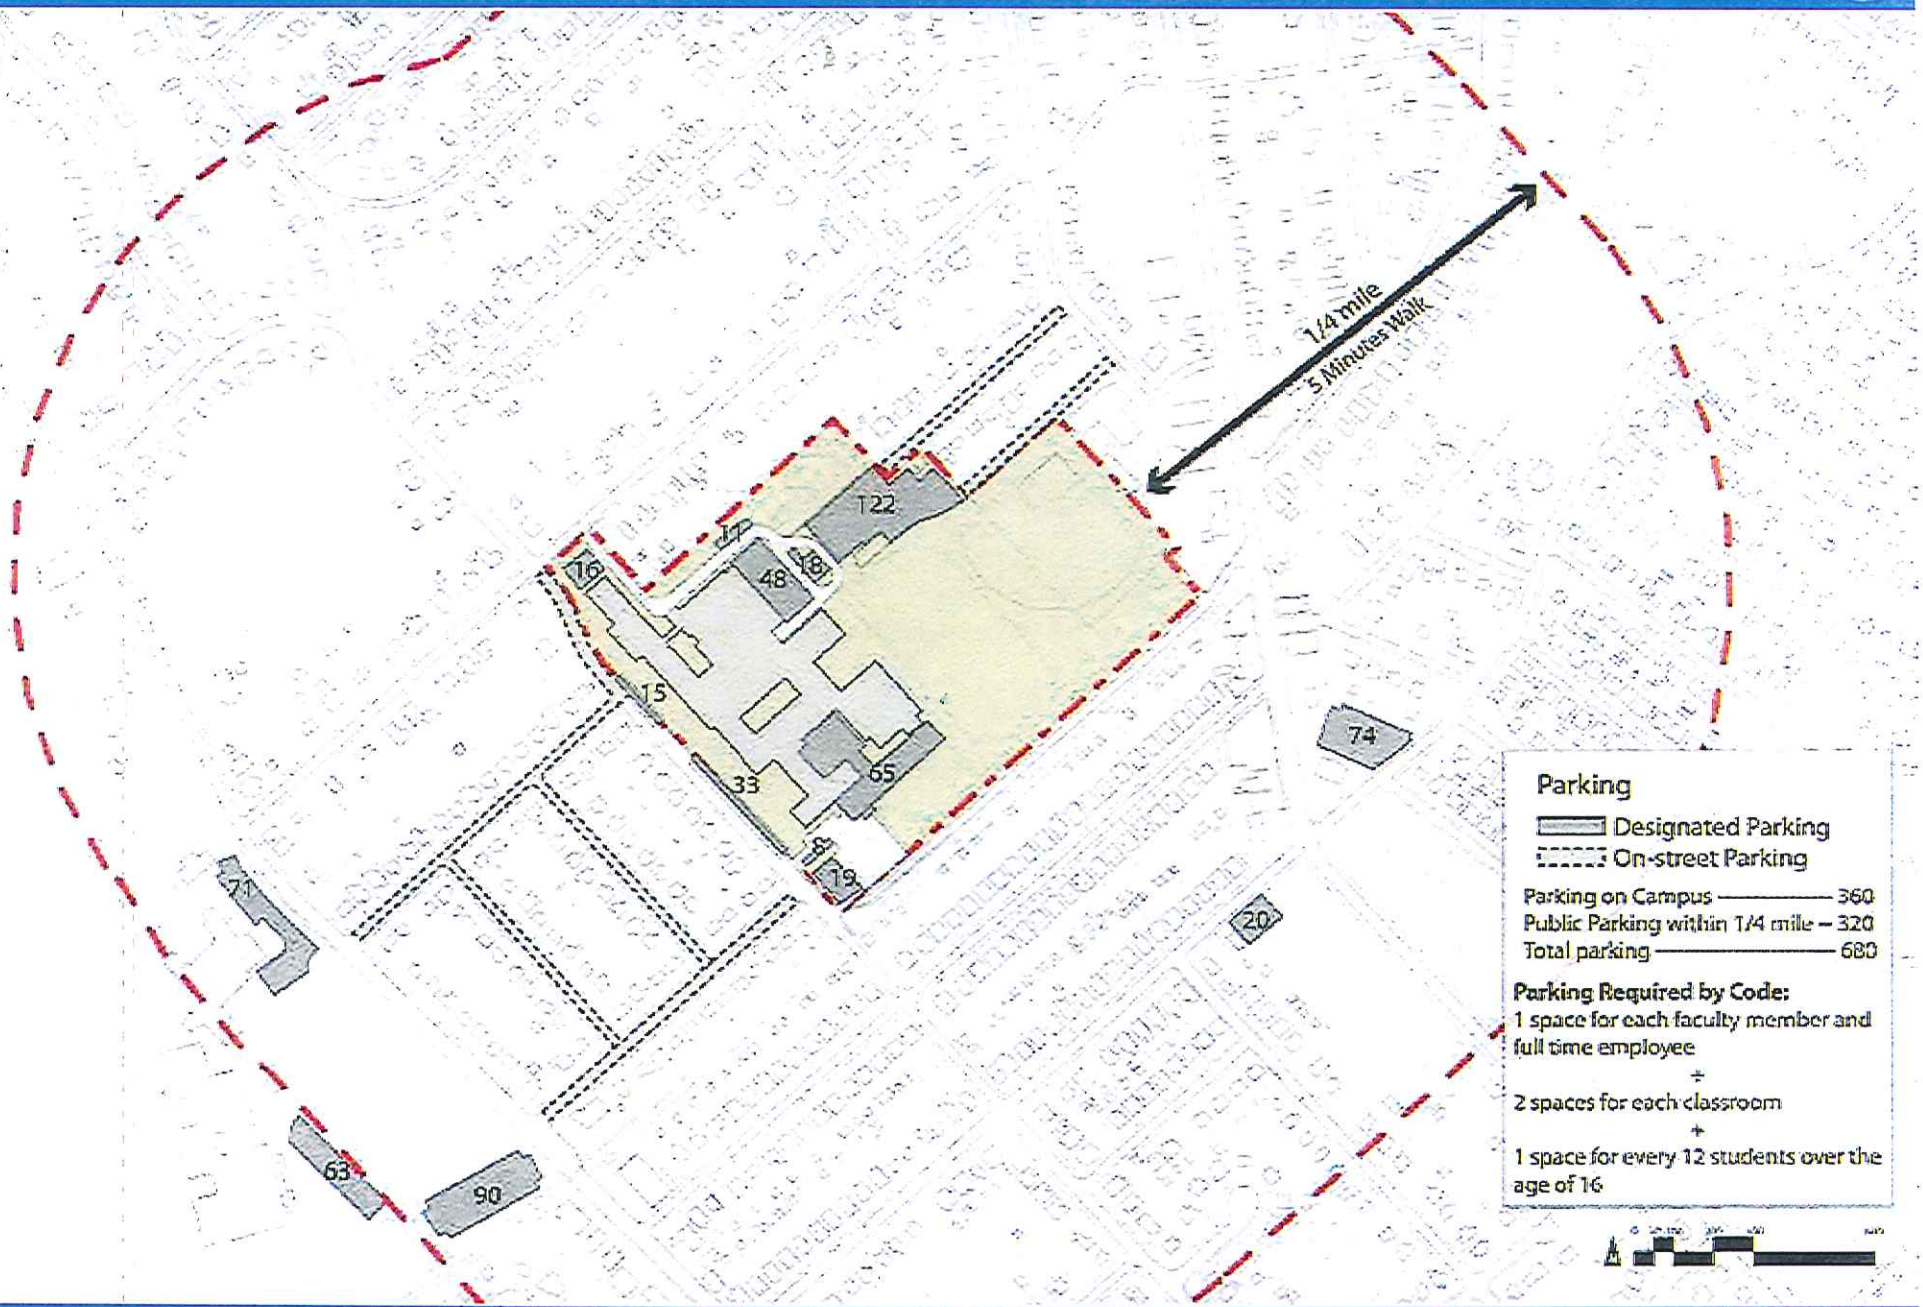 1/4 mile
5 Minutes Walk
122
17
18
16
48
15
33
65
8
19
74
20
71
63
90
Parking
Designated Parking
On-street Parking
Parking on Campus 360
Public Parking within 1/4 mile 320
Total parking 680
Parking Required by Code:
1 space for each faculty member and
full time employee
+
2 spaces for each classroom
+
1 space for every 12 students over the
age of 16